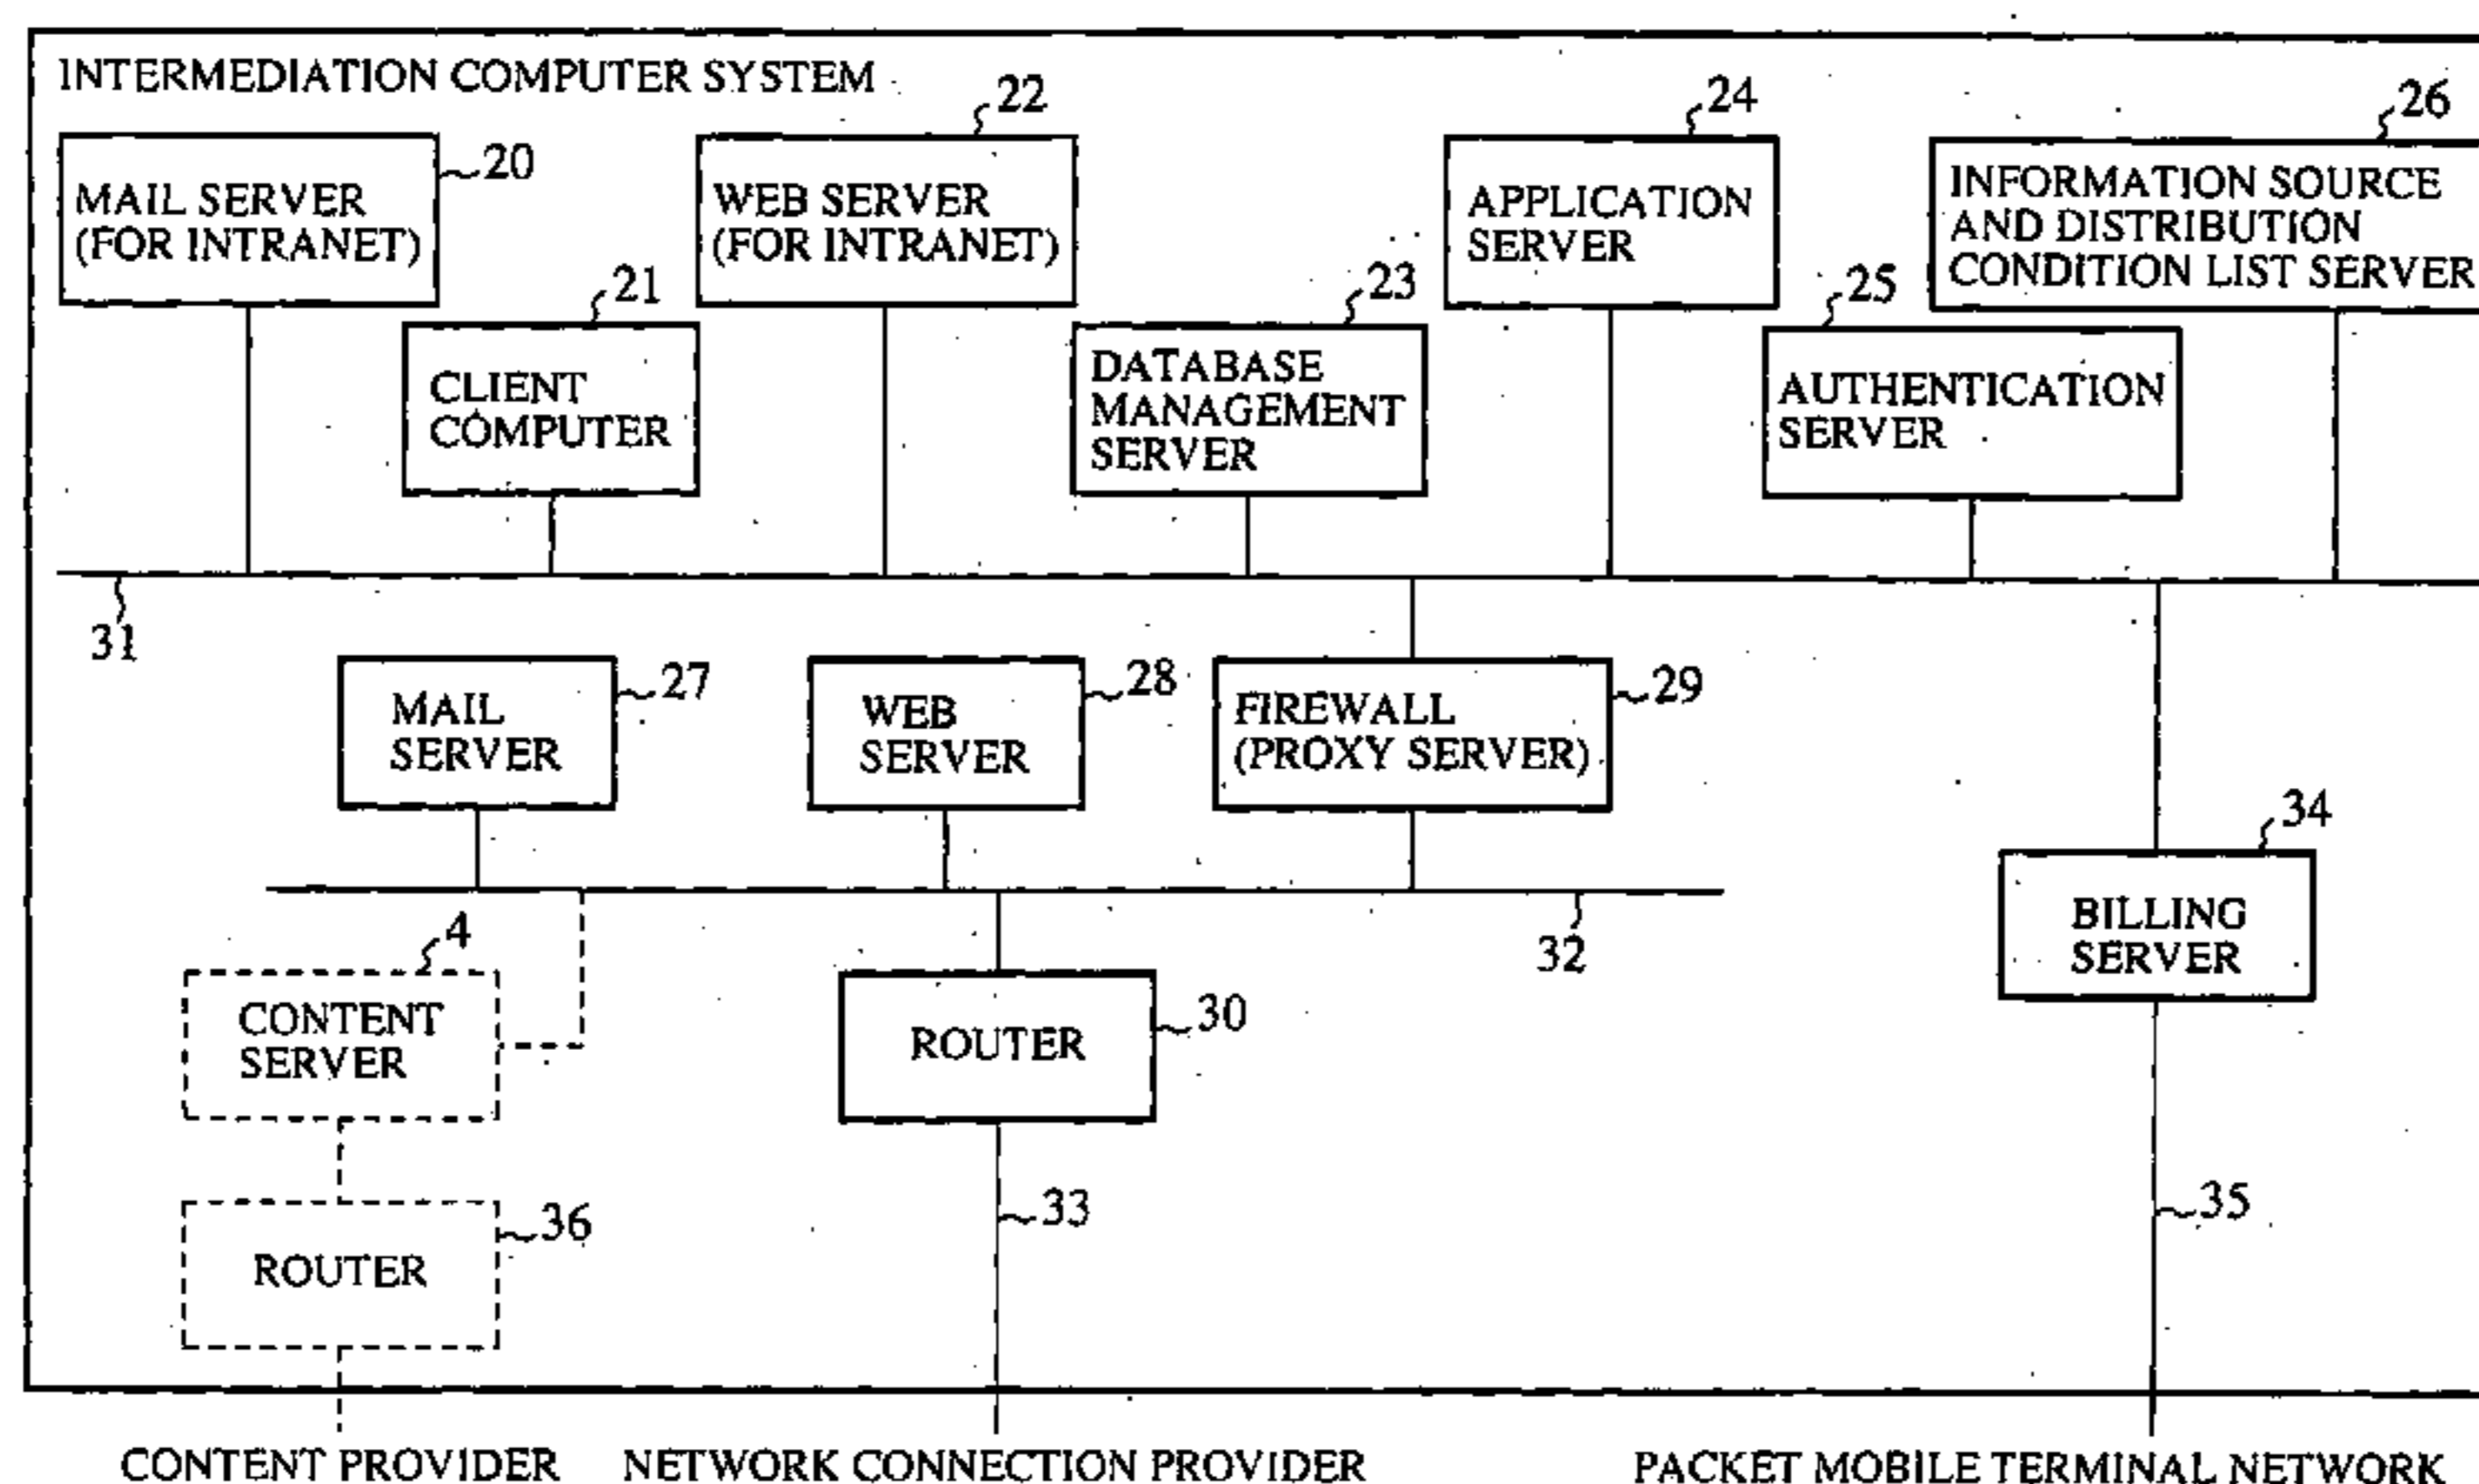 INTERMEDIATION COMPUTER SYSTEM
20
MAIL SERVER
(FOR INTRANET)
22
WEB SERVER
(FOR INTRANET)
24
APPLICATION
SERVER
26
INFORMATION SOURCE
AND DISTRIBUTION
CONDITION LIST SERVER
21
CLIENT
COMPUTER
23
DATABASE
MANAGEMENT
SERVER
25
AUTHENTICATION
SERVER
31
27
MAIL
SERVER
28
WEB
SERVER
29
FIREWALL
(PROXY SERVER)
34
BILLING
SERVER
32
4
CONTENT
SERVER
30
ROUTER
36
ROUTER
33
35
CONTENT PROVIDER
NETWORK CONNECTION PROVIDER
PACKET MOBILE TERMINAL NETWORK